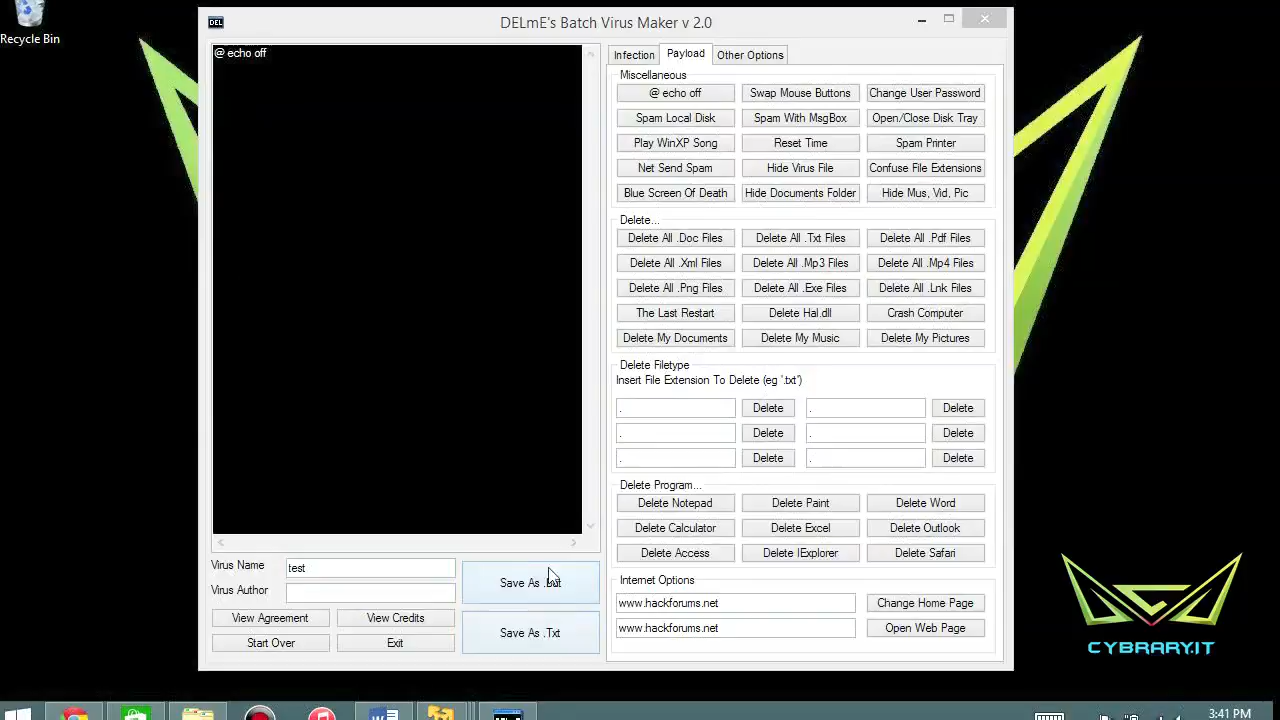 Recycle Bin
DEL
DELmE's Batch Virus Maker v 2.0
@ echo off
Infection
Payload
Other Options
Miscellaneous
@ echo off
Swap Mouse Buttons
Change User Password
Spam Local Disk
Spam With MsgBox
Open/Close Disk Tray
Play WinXP Song
Reset Time
Spam Printer
Net Send Spam
Hide Virus File
Confuse File Extensions
Blue Screen Of Death
Hide Documents Folder
Hide Mus, Vid, Pic
Delete...
Delete All .Doc Files
Delete All .Txt Files
Delete All .Pdf Files
Delete All .Xml Files
Delete All .Mp3 Files
Delete All .Mp4 Files
Delete All .Png Files
Delete All .Exe Files
Delete All .Lnk Files
The Last Restart
Delete Hal.dll
Crash Computer
Delete My Documents
Delete My Music
Delete My Pictures
Delete Filetype
Insert File Extension To Delete (eg '.txt')
.
Delete
.
Delete
.
Delete
.
Delete
.
Delete
.
Delete
Delete Program...
Delete Notepad
Delete Paint
Delete Word
Delete Calculator
Delete Excel
Delete Outlook
Delete Access
Delete IExplorer
Delete Safari
Internet Options
www.hackforums.net
Change Home Page
www.hackforums.net
Open Web Page
Virus Name
test
Virus Author
Save As
Save As .Txt
View Agreement
View Credits
Start Over
Exit
CYBRARY.IT
3:41 PM